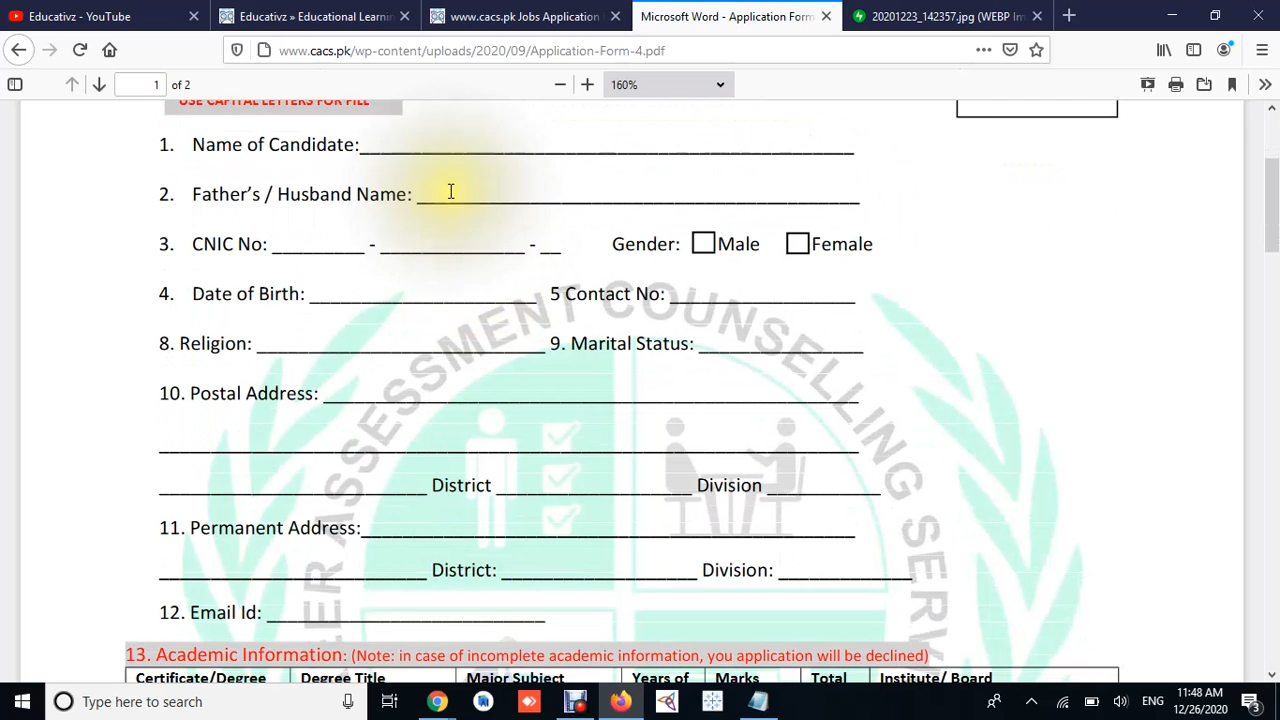 Educativz - YouTube
Educativz » Educational Learni
www.cacs.pk Jobs Application
Microsoft Word - Application Form
20201223_142357.jpg (WEBP Im
www.cacs.pk/wp-content/uploads/2020/09/Application-Form-4.pdf
1 of 2
160%
USE CAPITAL LETTERS FOR FILL
1. Name of Candidate:
2. Father's / Husband Name:
3. CNIC No: - - Gender: Male Female
4. Date of Birth: 5 Contact No:
8. Religion: 9. Marital Status:
10. Postal Address:
District Division
11. Permanent Address:
District: Division:
12. Email Id:
CAREER ASSESSMENT COUNSELLING SERV
13. Academic Information: (Note: in case of incomplete academic information, you application will be declined)
Certificate/Degree Degree Title Major Subject Years of Marks Total Institute/ Board
Type here to search
ENG
11:48 AM
12/26/2020
3